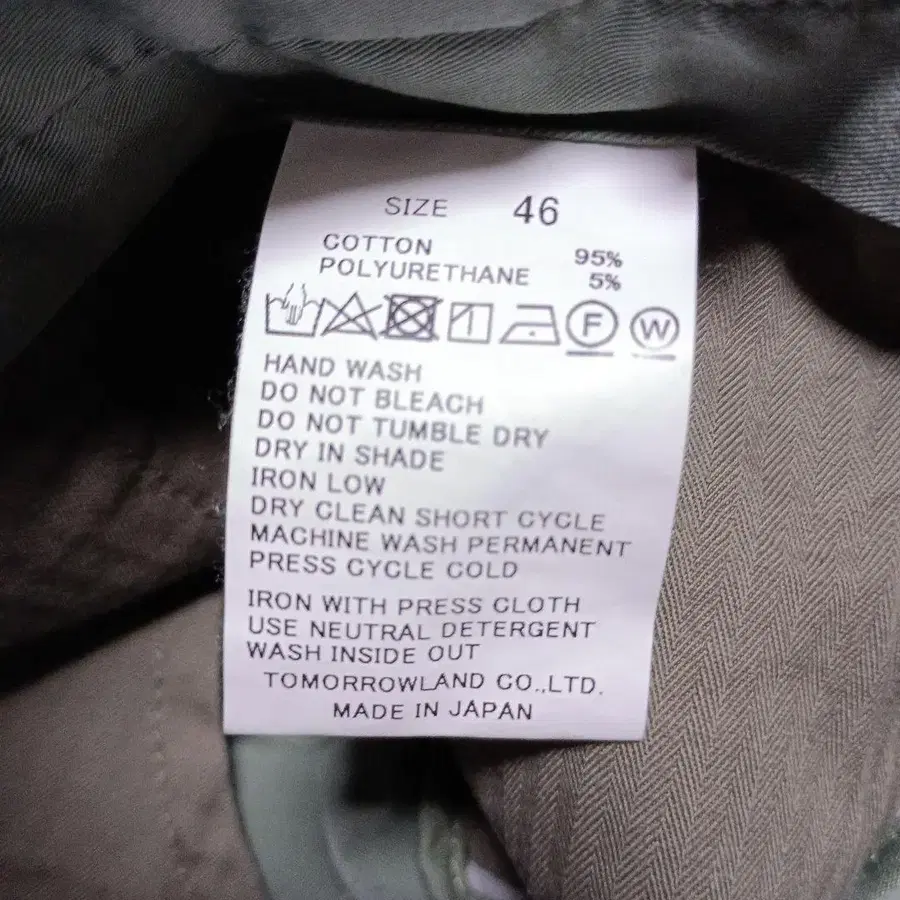 SIZE 46
COTTON 95%
POLYURETHANE 5%
F W
HAND WASH
DO NOT BLEACH
DO NOT TUMBLE DRY
DRY IN SHADE
IRON LOW
DRY CLEAN SHORT CYCLE
MACHINE WASH PERMANENT
PRESS CYCLE COLD
IRON WITH PRESS CLOTH
USE NEUTRAL DETERGENT
WASH INSIDE OUT
TOMORROWLAND CO.,LTD.
MADE IN JAPAN